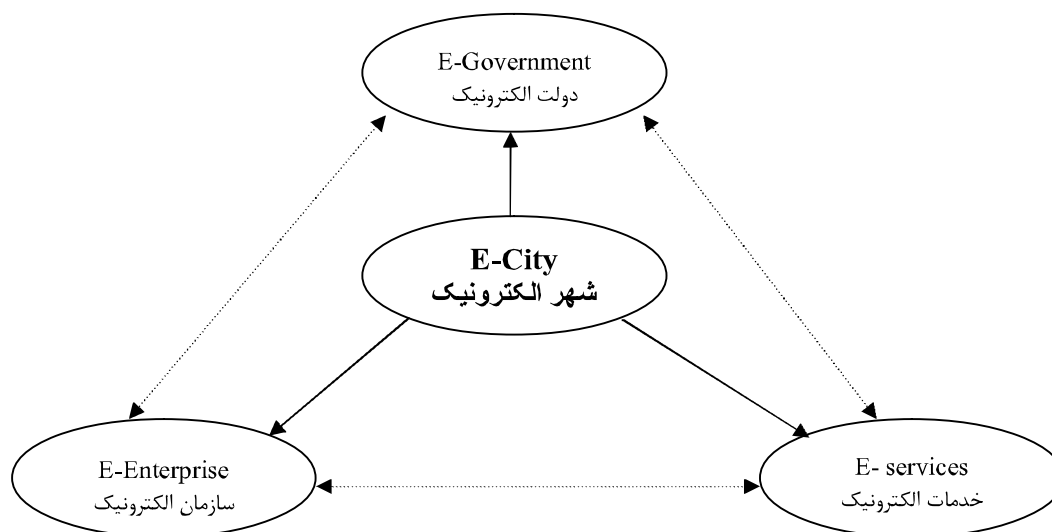 E-Government
دولت الکترونیک
E-City
شهر الکترونیک
E-Enterprise
سازمان الکترونیک
E- services
خدمات الکترونیک